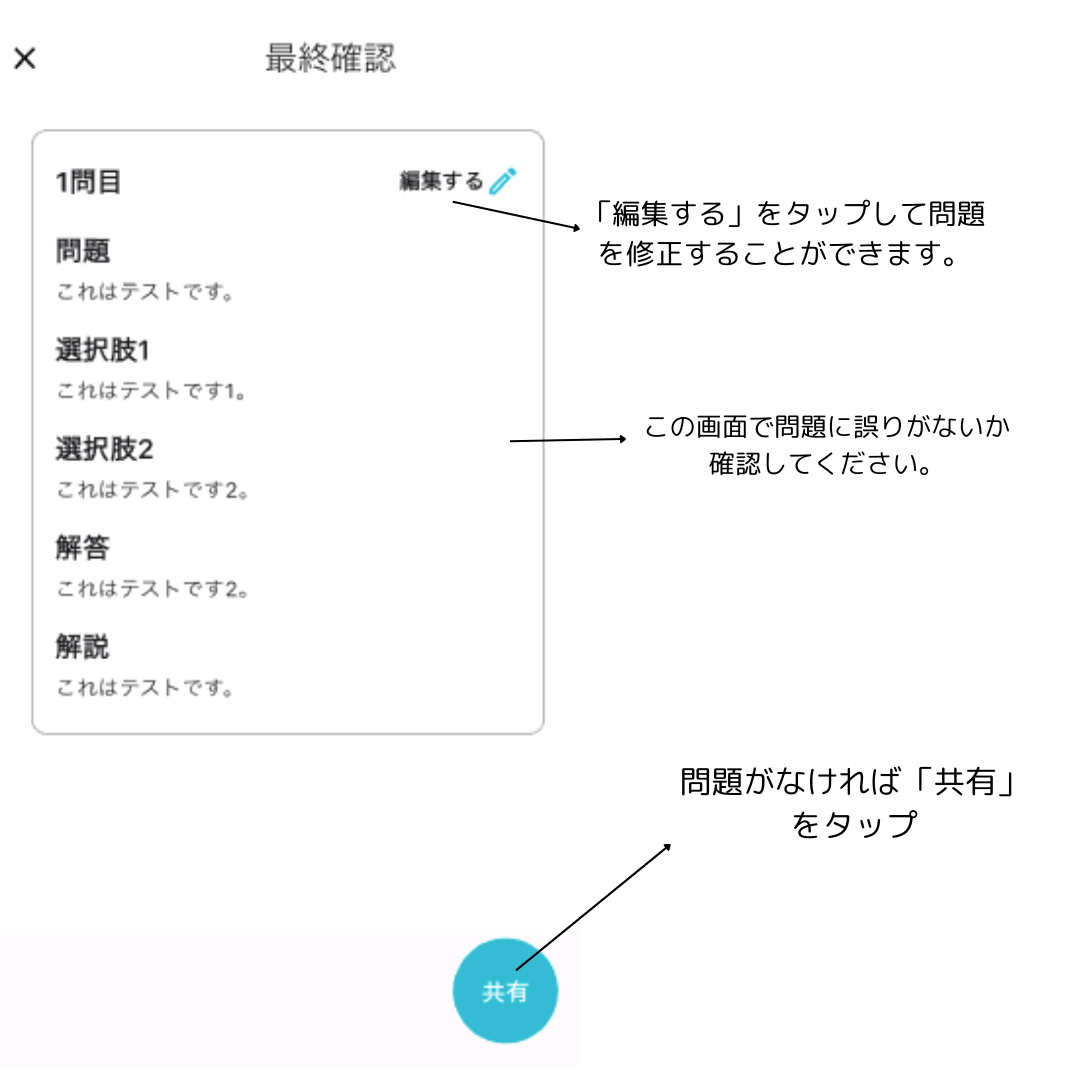 ×
最終確認
1問目
編集する
問題
これはテストです。
選択肢1
これはテストです1。
選択肢2
これはテストです2。
解答
これはテストです2。
解説
これはテストです。
「編集する」をタップして問題
を修正することができます。
この画面で問題に誤りがないか
確認してください。
問題がなければ「共有」
をタップ
共有